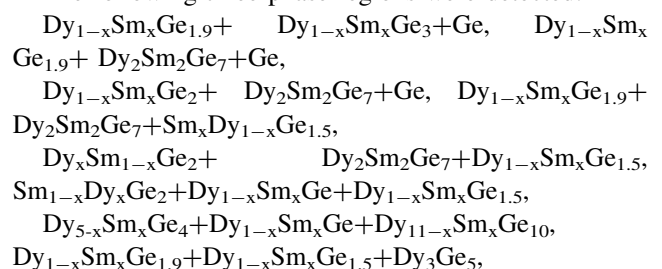 Dy₁₋ₓSmₓGe₁.₉+ Dy₁₋ₓSmₓGe₃+Ge, Dy₁₋ₓSmₓ
Ge₁.₉+ Dy₂Sm₂Ge₇+Ge,
Dy₁₋ₓSmₓGe₂+ Dy₂Sm₂Ge₇+Ge, Dy₁₋ₓSmₓGe₁.₉+
Dy₂Sm₂Ge₇+SmₓDy₁₋ₓGe₁.₅,
DyₓSm₁₋ₓGe₂+ Dy₂Sm₂Ge₇+Dy₁₋ₓSmₓGe₁.₅,
Sm₁₋ₓDyₓGe₂+Dy₁₋ₓSmₓGe+Dy₁₋ₓSmₓGe₁.₅,
Dy₅₋ₓSmₓGe₄+Dy₁₋ₓSmₓGe+Dy₁₁₋ₓSmₓGe₁₀,
Dy₁₋ₓSmₓGe₁.₉+Dy₁₋ₓSmₓGe₁.₅+Dy₃Ge₅,